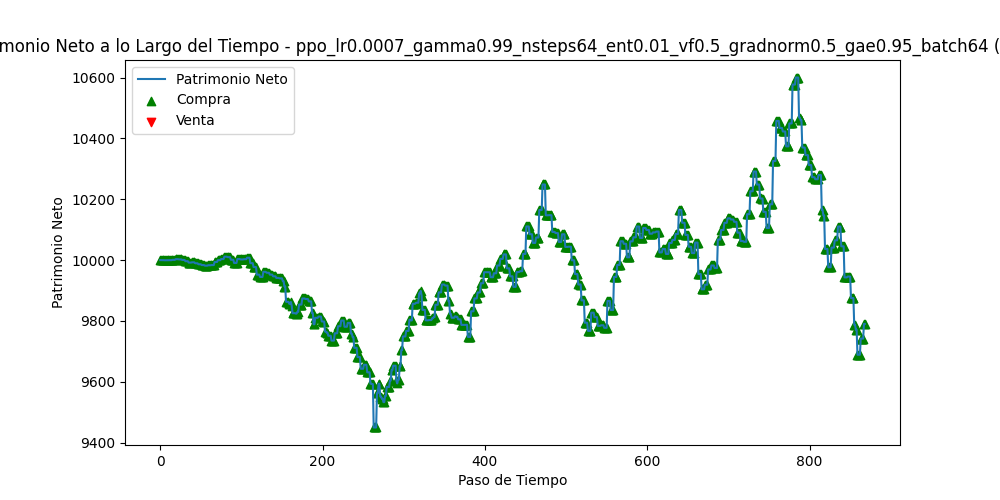 monio Neto a lo Largo del Tiempo - ppo_lr0.0007_gamma0.99_nsteps64_ent0.01_vf0.5_gradnorm0.5_gae0.95_batch64 (
Patrimonio Neto
Compra
Venta
10600
10400
10200
10000
9800
9600
9400
Patrimonio Neto
0 200 400 600 800
Paso de Tiempo